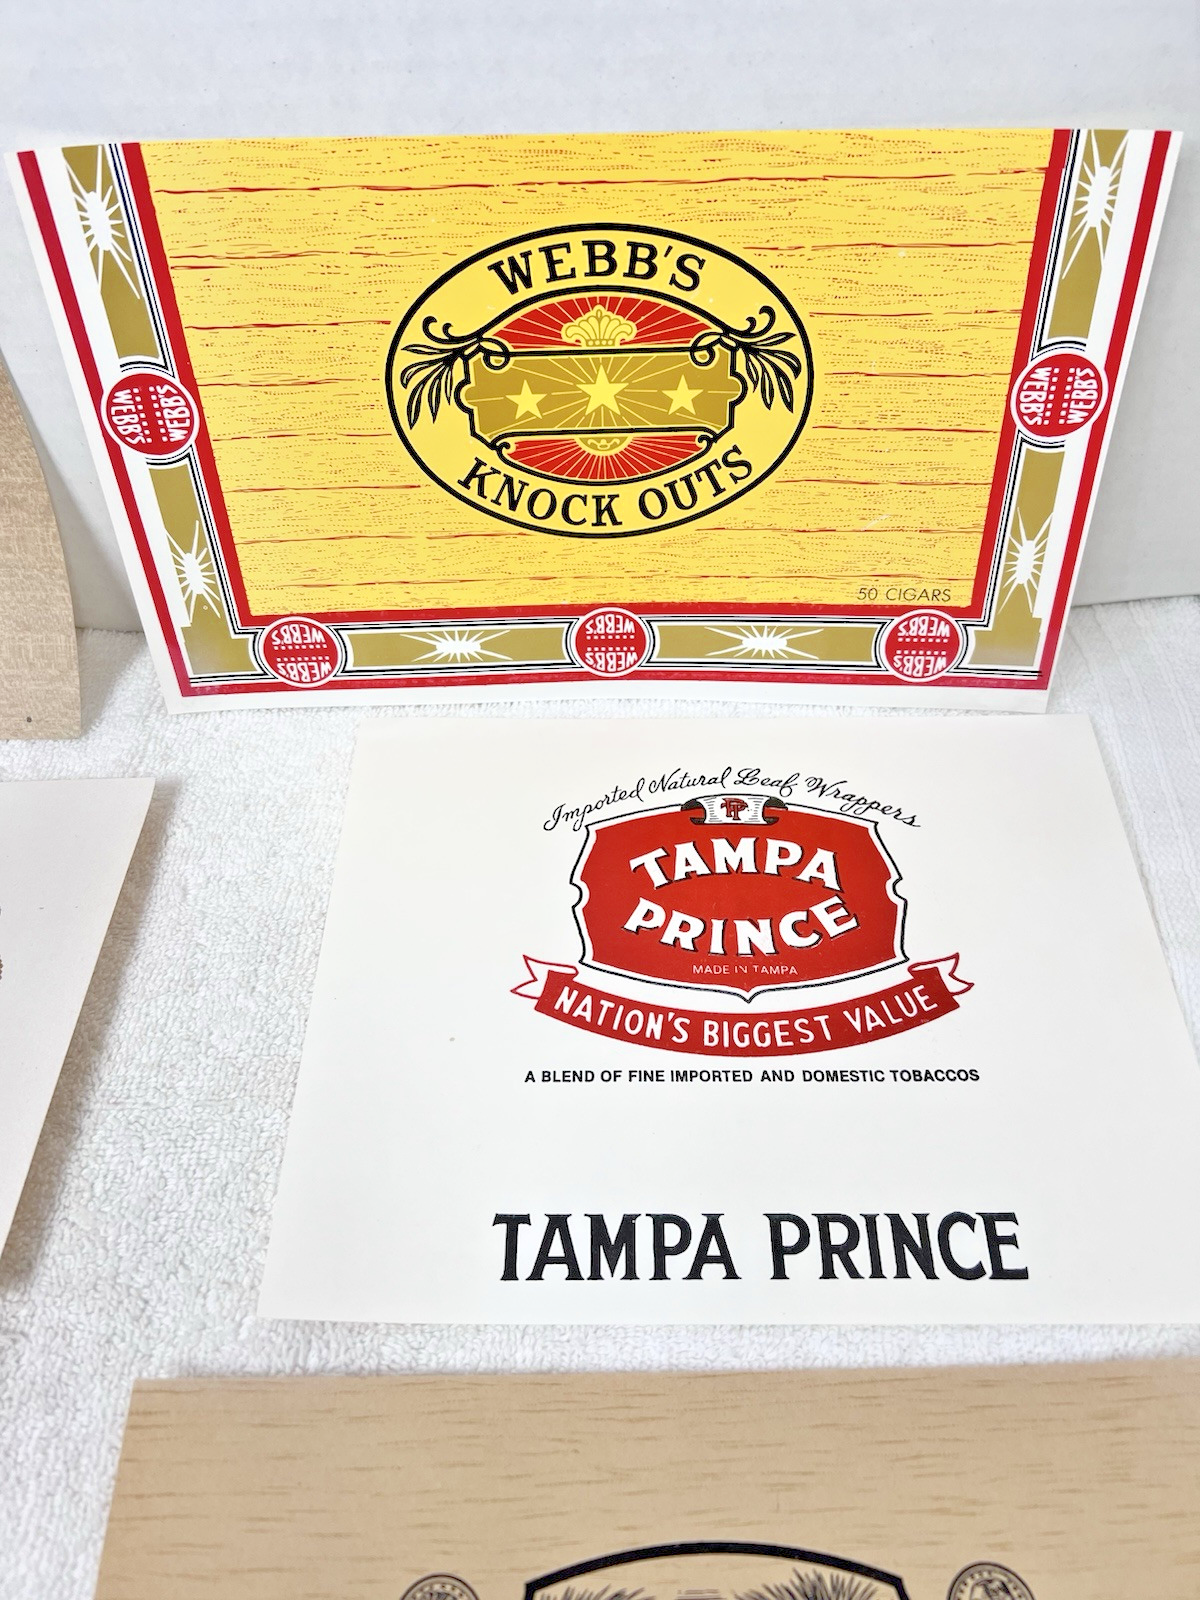 WEBB'S
KNOCK OUTS
50 CIGARS
WEBB'S
WEBB'S
WEBB'S
WEBB'S
WEBB'S
WEBB'S
WEBB'S
WEBB'S
WEBB'S
WEBB'S
Imported Natural Leaf Wrappers
TP
TAMPA
PRINCE
MADE IN TAMPA
NATION'S BIGGEST VALUE
A BLEND OF FINE IMPORTED AND DOMESTIC TOBACCOS
TAMPA PRINCE